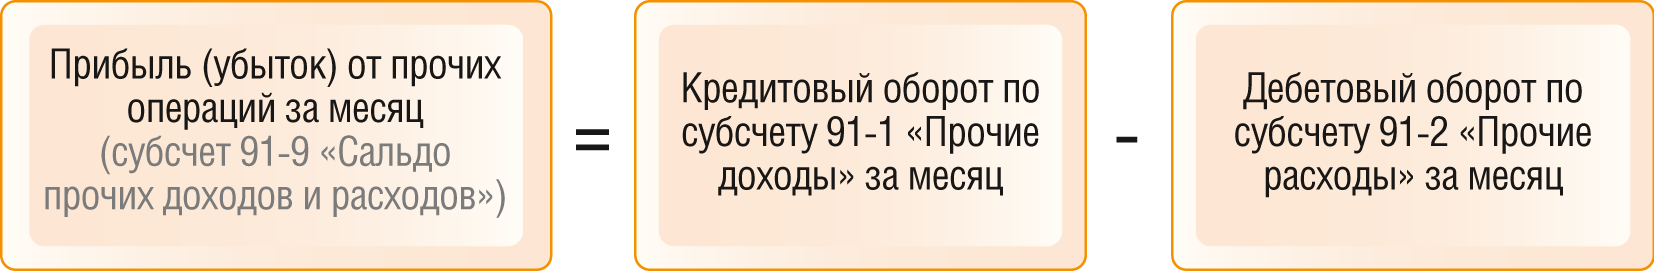 Прибыль (убыток) от прочих
операций за месяц
(субсчет 91-9 «Сальдо
прочих доходов и расходов»)
=
Кредитовый оборот по
субсчету 91-1 «Прочие
доходы» за месяц
-
Дебетовый оборот по
субсчету 91-2 «Прочие
расходы» за месяц